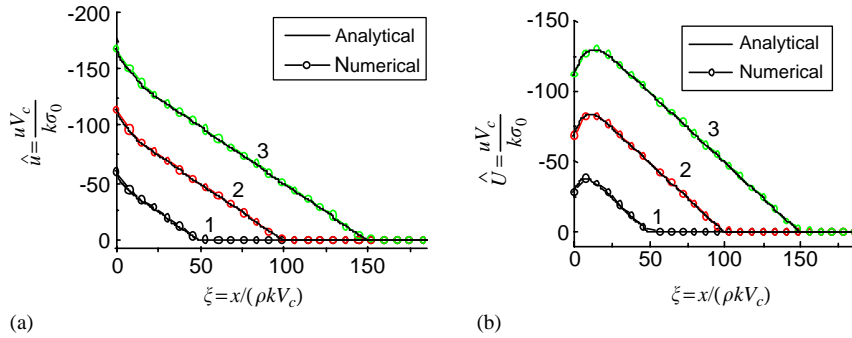 -200
-150
-100
-50
0
û = uV_c / kσ_0
Analytical
Numerical
3
2
1
0 50 100 150
ξ = x/(ρkV_c)
(a)
-150
-100
-50
0
Û = uV_c / kσ_0
Analytical
Numerical
3
2
1
0 50 100 150
ξ = x/(ρkV_c)
(b)